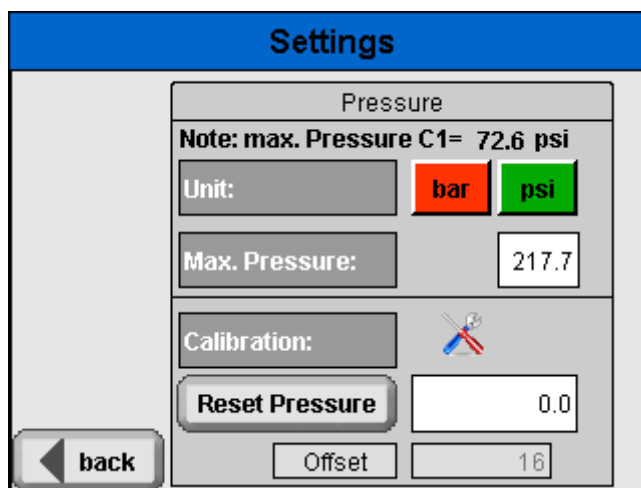 Settings
Pressure
Note: max. Pressure C1= 72.6 psi
Unit: bar psi
Max. Pressure: 217.7
Calibration:
Reset Pressure 0.0
back Offset 16